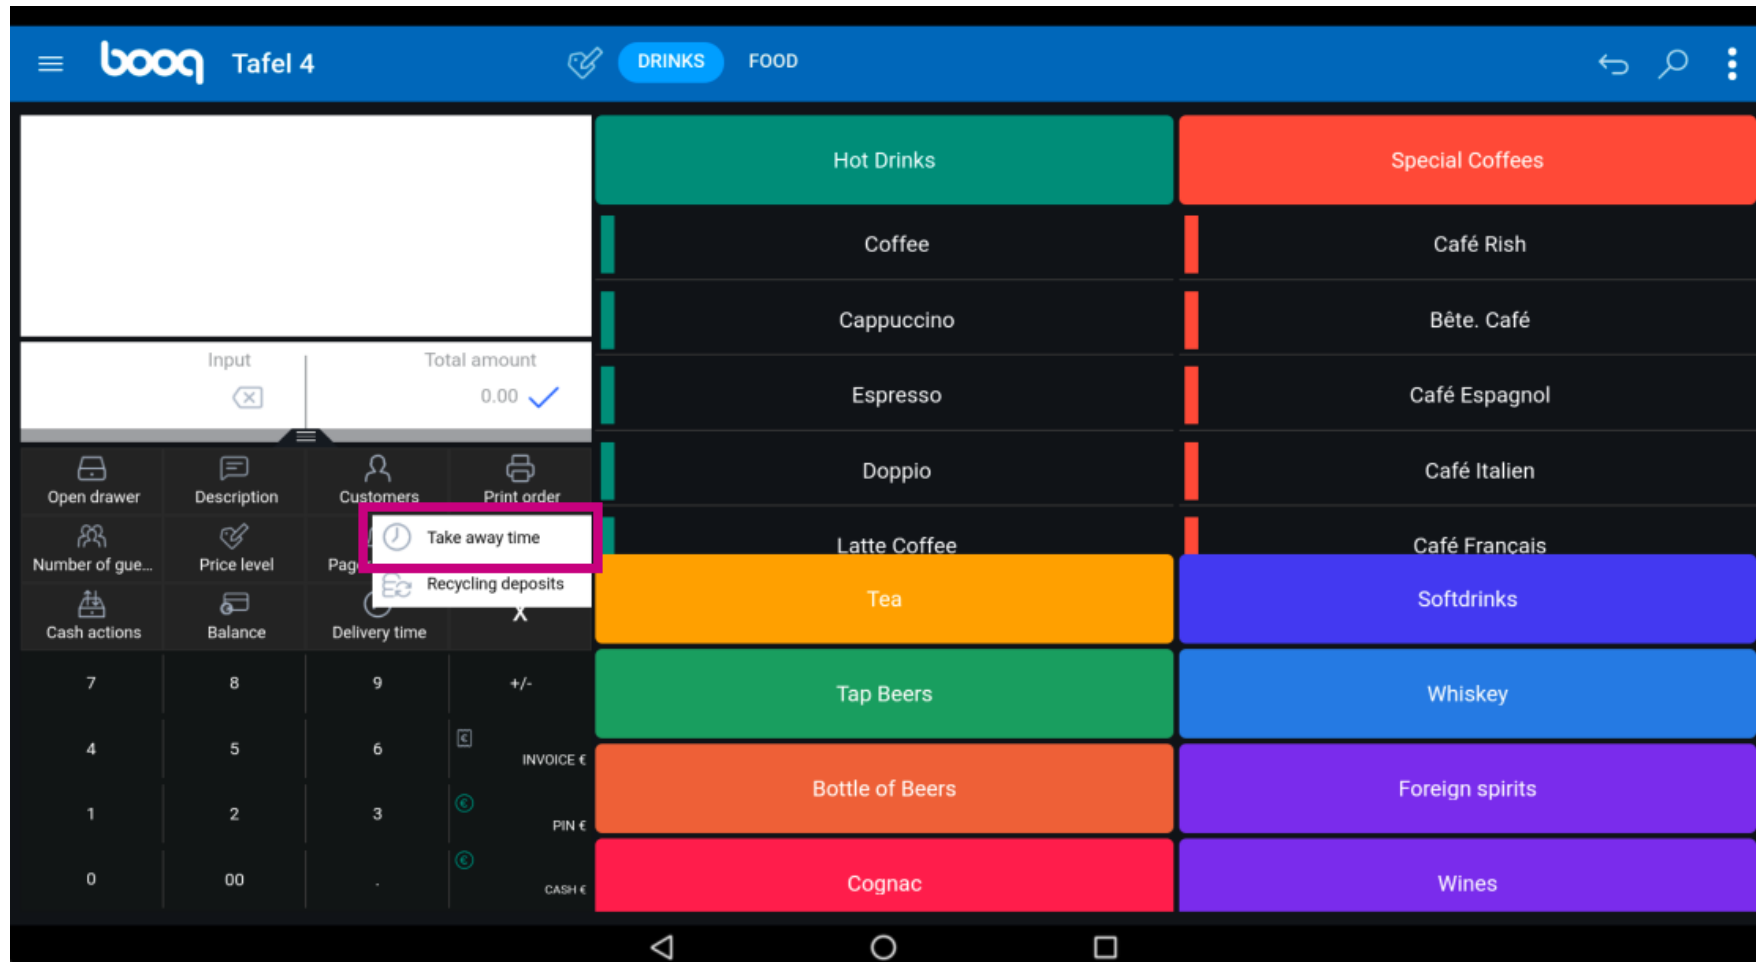 booq
Tafel 4
DRINKS
FOOD
Hot Drinks
Special Coffees
Coffee
Café Rish
Cappuccino
Bête. Café
Input
Total amount
0.00
Espresso
Café Espagnol
Open drawer
Description
Customers
Print order
Doppio
Café Italien
Number of gue...
Price level
Take away time
Latte Coffee
Café Français
Recycling deposits
Cash actions
Balance
Delivery time
X
Tea
Softdrinks
7
8
9
+/-
Tap Beers
Whiskey
4
5
6
INVOICE €
Bottle of Beers
Foreign spirits
1
2
3
PIN €
0
00
.
CASH €
Cognac
Wines